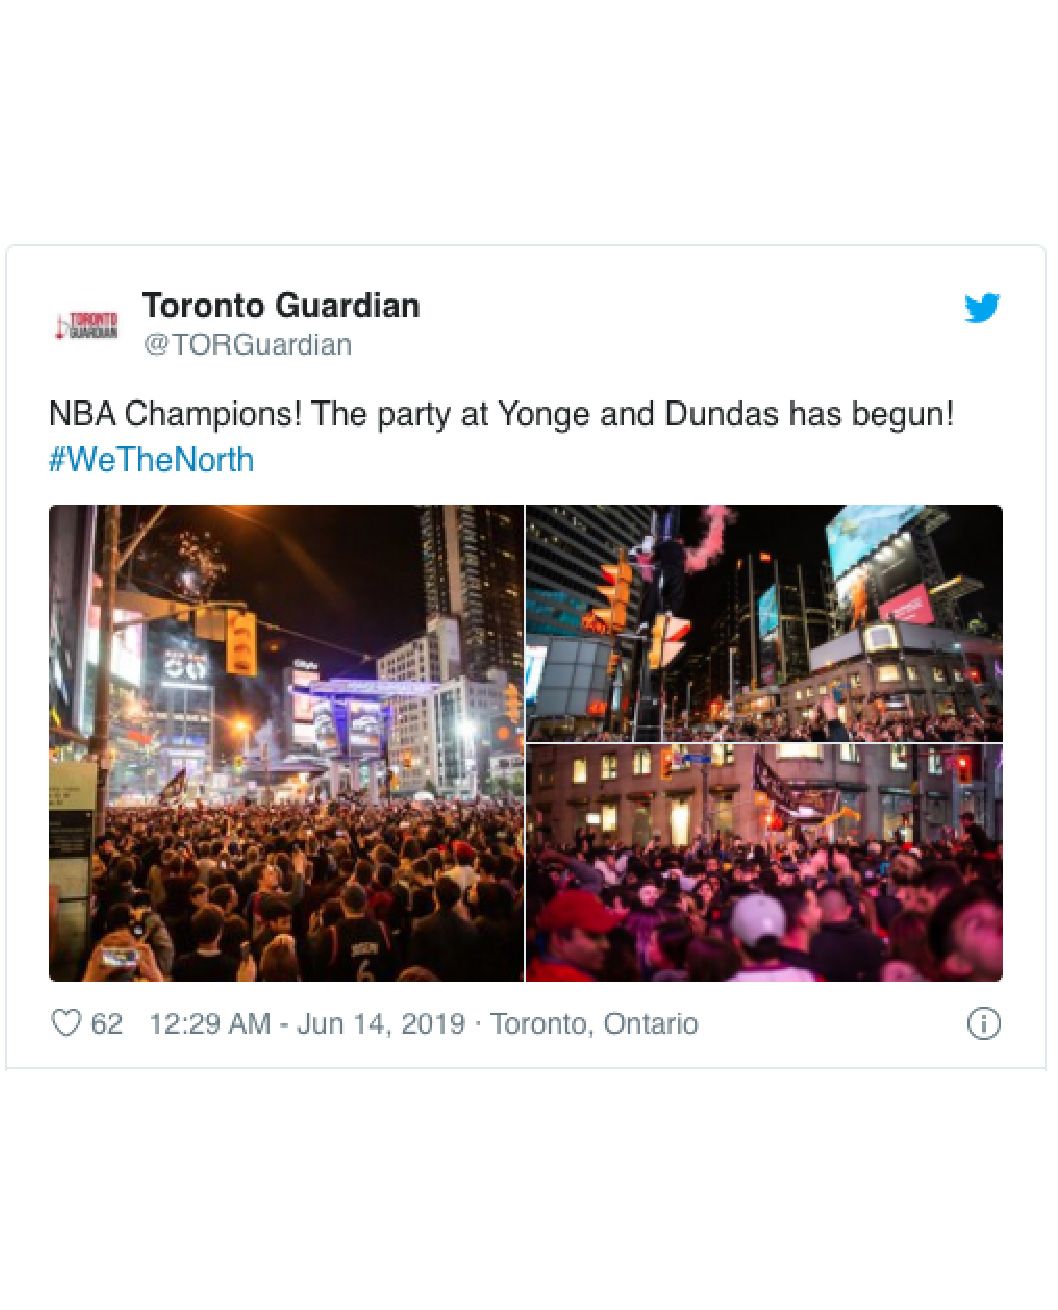 TORONTO
GUARDIAN
Toronto Guardian
@TORGuardian
NBA Champions! The party at Yonge and Dundas has begun!
#WeTheNorth
6
62 12:29 AM - Jun 14, 2019 · Toronto, Ontario